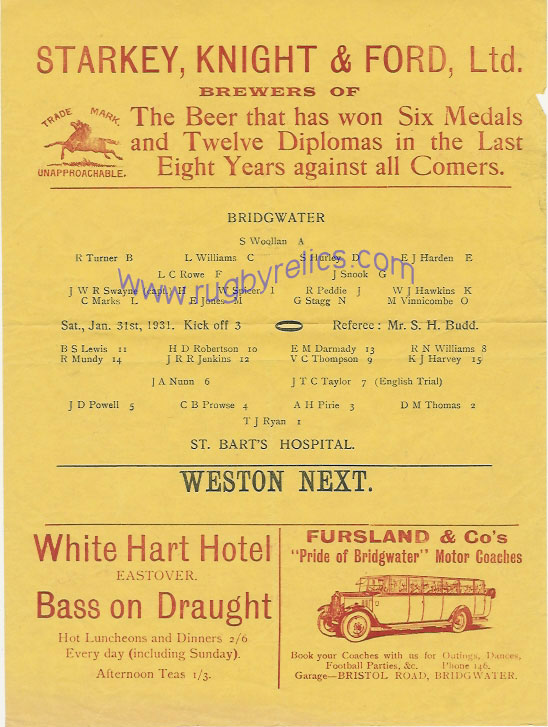 STARKEY, KNIGHT & FORD, Ltd.
BREWERS OF
TRADE MARK.
UNAPPROACHABLE.
The Beer that has won Six Medals
and Twelve Diplomas in the Last
Eight Years against all Comers.
BRIDGWATER
S Woollan A
R Turner B L Williams C S Hurley D E J Harden E
L C Rowe F J Snook G
J W R Swayne (capt) H W Spicer I R Peddie J W J Hawkins K
C Marks L E Jones M G Stagg N M Vinnicombe O
www.rugbyrelics.com
Sat., Jan. 31st, 1931. Kick off 3 Referee: Mr. S. H. Budd.
B S Lewis 11 H D Robertson 10 E M Darmady 13 R N Williams 8
R Mundy 14 J R R Jenkins 12 V C Thompson 9 K J Harvey 15
J A Nunn 6 J T C Taylor 7 (English Trial)
J D Powell 5 C B Prowse 4 A H Pirie 3 D M Thomas 2
T J Ryan 1
ST. BART'S HOSPITAL.
WESTON NEXT.
White Hart Hotel
EASTOVER.
Bass on Draught
Hot Luncheons and Dinners 2/6
Every day (including Sunday).
Afternoon Teas 1/3.
FURSLAND & Co's
"Pride of Bridgwater" Motor Coaches
Book your Coaches with us for Outings, Dances,
Football Parties, &c. Phone 146.
Garage—BRISTOL ROAD, BRIDGWATER.